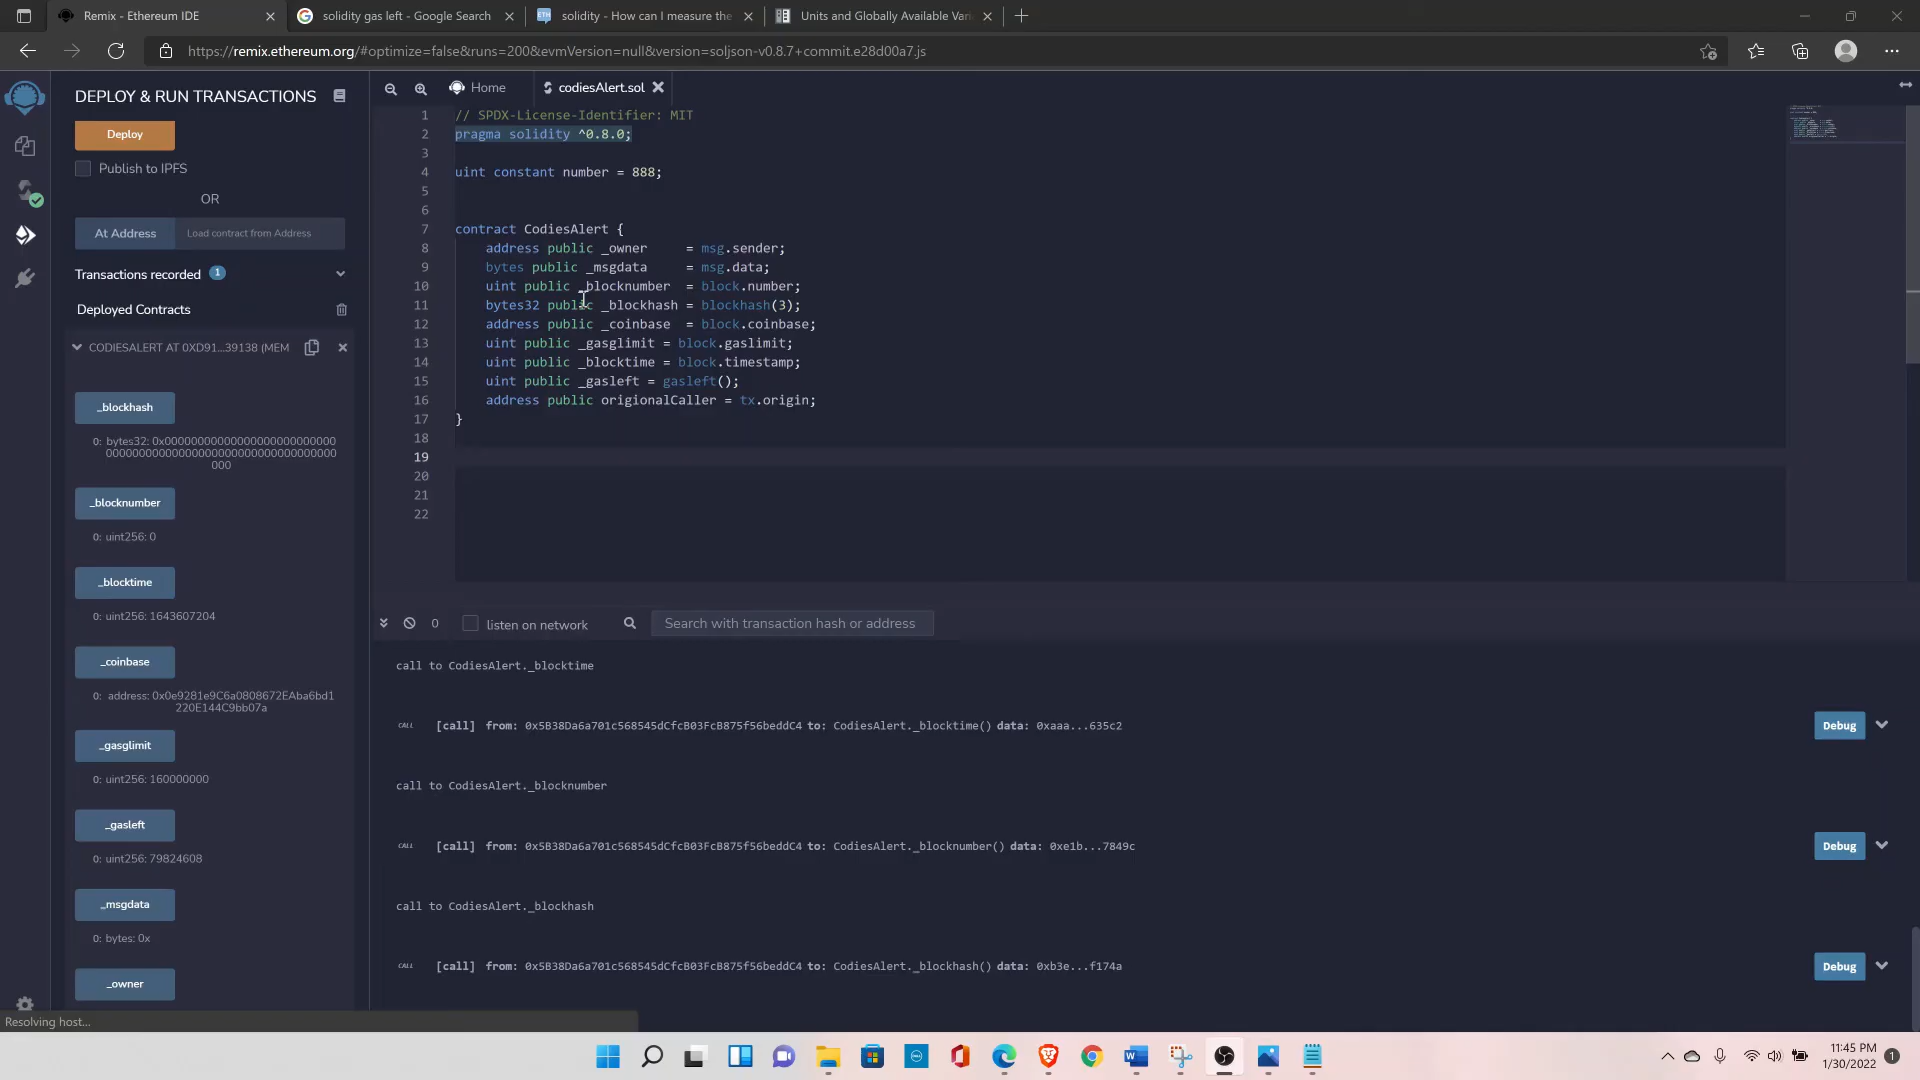 Remix - Ethereum IDE
solidity gas left - Google Search
solidity - How can I measure the
Units and Globally Available Vari
https://remix.ethereum.org/#optimize=false&runs=200&evmVersion=null&version=soljson-v0.8.7+commit.e28d00a7.js
DEPLOY & RUN TRANSACTIONS
Deploy
Publish to IPFS
OR
At Address
Load contract from Address
Transactions recorded 1
Deployed Contracts
CODIESALERT AT 0XD91...39138 (MEM
_blockhash
0: bytes32: 0x0000000000000000000000000000000000000000000000000000000000000000
_blocknumber
0: uint256: 0
_blocktime
0: uint256: 1643607204
_coinbase
0: address: 0x0e9281e9C6a0808672EAba6bd1
220E144C9bb07a
_gasglimit
0: uint256: 160000000
_gasleft
0: uint256: 79824608
_msgdata
0: bytes: 0x
_owner
Resolving host...
Home
codiesAlert.sol
1 // SPDX-License-Identifier: MIT
2 pragma solidity ^0.8.0;
3
4 uint constant number = 888;
5
6
7 contract CodiesAlert {
8 address public _owner = msg.sender;
9 bytes public _msgdata = msg.data;
10 uint public _blocknumber = block.number;
11 bytes32 public _blockhash = blockhash(3);
12 address public _coinbase = block.coinbase;
13 uint public _gasglimit = block.gaslimit;
14 uint public _blocktime = block.timestamp;
15 uint public _gasleft = gasleft();
16 address public origionalCaller = tx.origin;
17 }
18
19
20
21
22
0
listen on network
Search with transaction hash or address
call to CodiesAlert._blocktime
CALL [call] from: 0x5B38Da6a701c568545dCfcB03FcB875f56beddC4 to: CodiesAlert._blocktime() data: 0xaaa...635c2
Debug
call to CodiesAlert._blocknumber
CALL [call] from: 0x5B38Da6a701c568545dCfcB03FcB875f56beddC4 to: CodiesAlert._blocknumber() data: 0xe1b...7849c
Debug
call to CodiesAlert._blockhash
CALL [call] from: 0x5B38Da6a701c568545dCfcB03FcB875f56beddC4 to: CodiesAlert._blockhash() data: 0xb3e...f174a
Debug
11:45 PM
1/30/2022
1